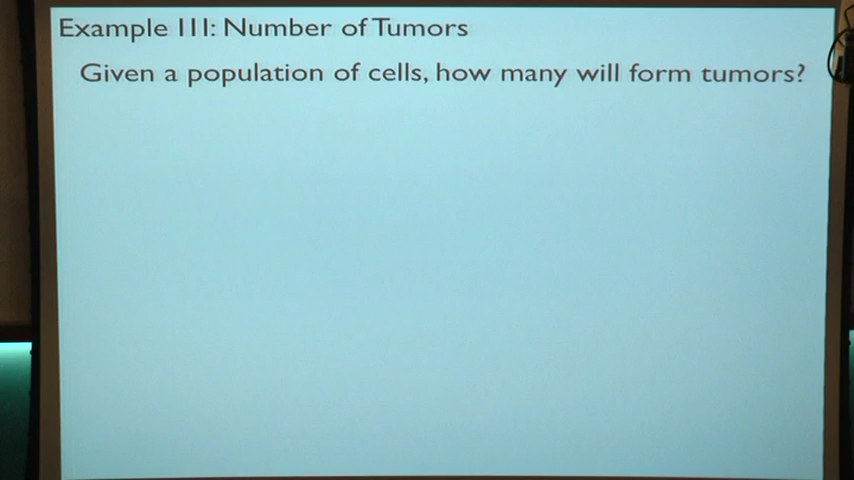 Example III: Number of Tumors
Given a population of cells, how many will form tumors?